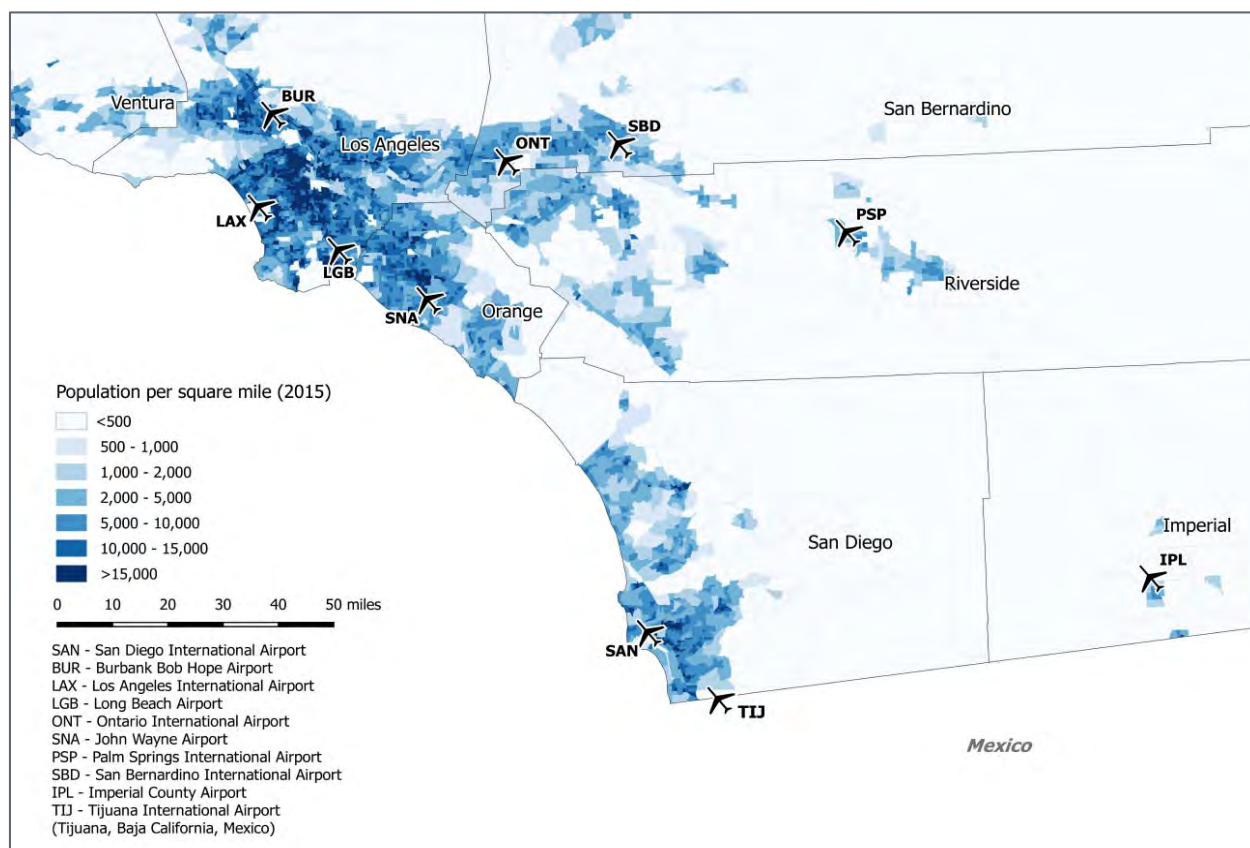 BUR
Ventura
San Bernardino
SBD
Los Angeles
ONT
LAX
PSP
LGB
Riverside
SNA
Orange
Population per square mile (2015)
<500
500 - 1,000
1,000 - 2,000
2,000 - 5,000
5,000 - 10,000
10,000 - 15,000
>15,000
0 10 20 30 40 50 miles
Imperial
San Diego
IPL
SAN
TIJ
Mexico
SAN - San Diego International Airport
BUR - Burbank Bob Hope Airport
LAX - Los Angeles International Airport
LGB - Long Beach Airport
ONT - Ontario International Airport
SNA - John Wayne Airport
PSP - Palm Springs International Airport
SBD - San Bernardino International Airport
IPL - Imperial County Airport
TIJ - Tijuana International Airport
(Tijuana, Baja California, Mexico)